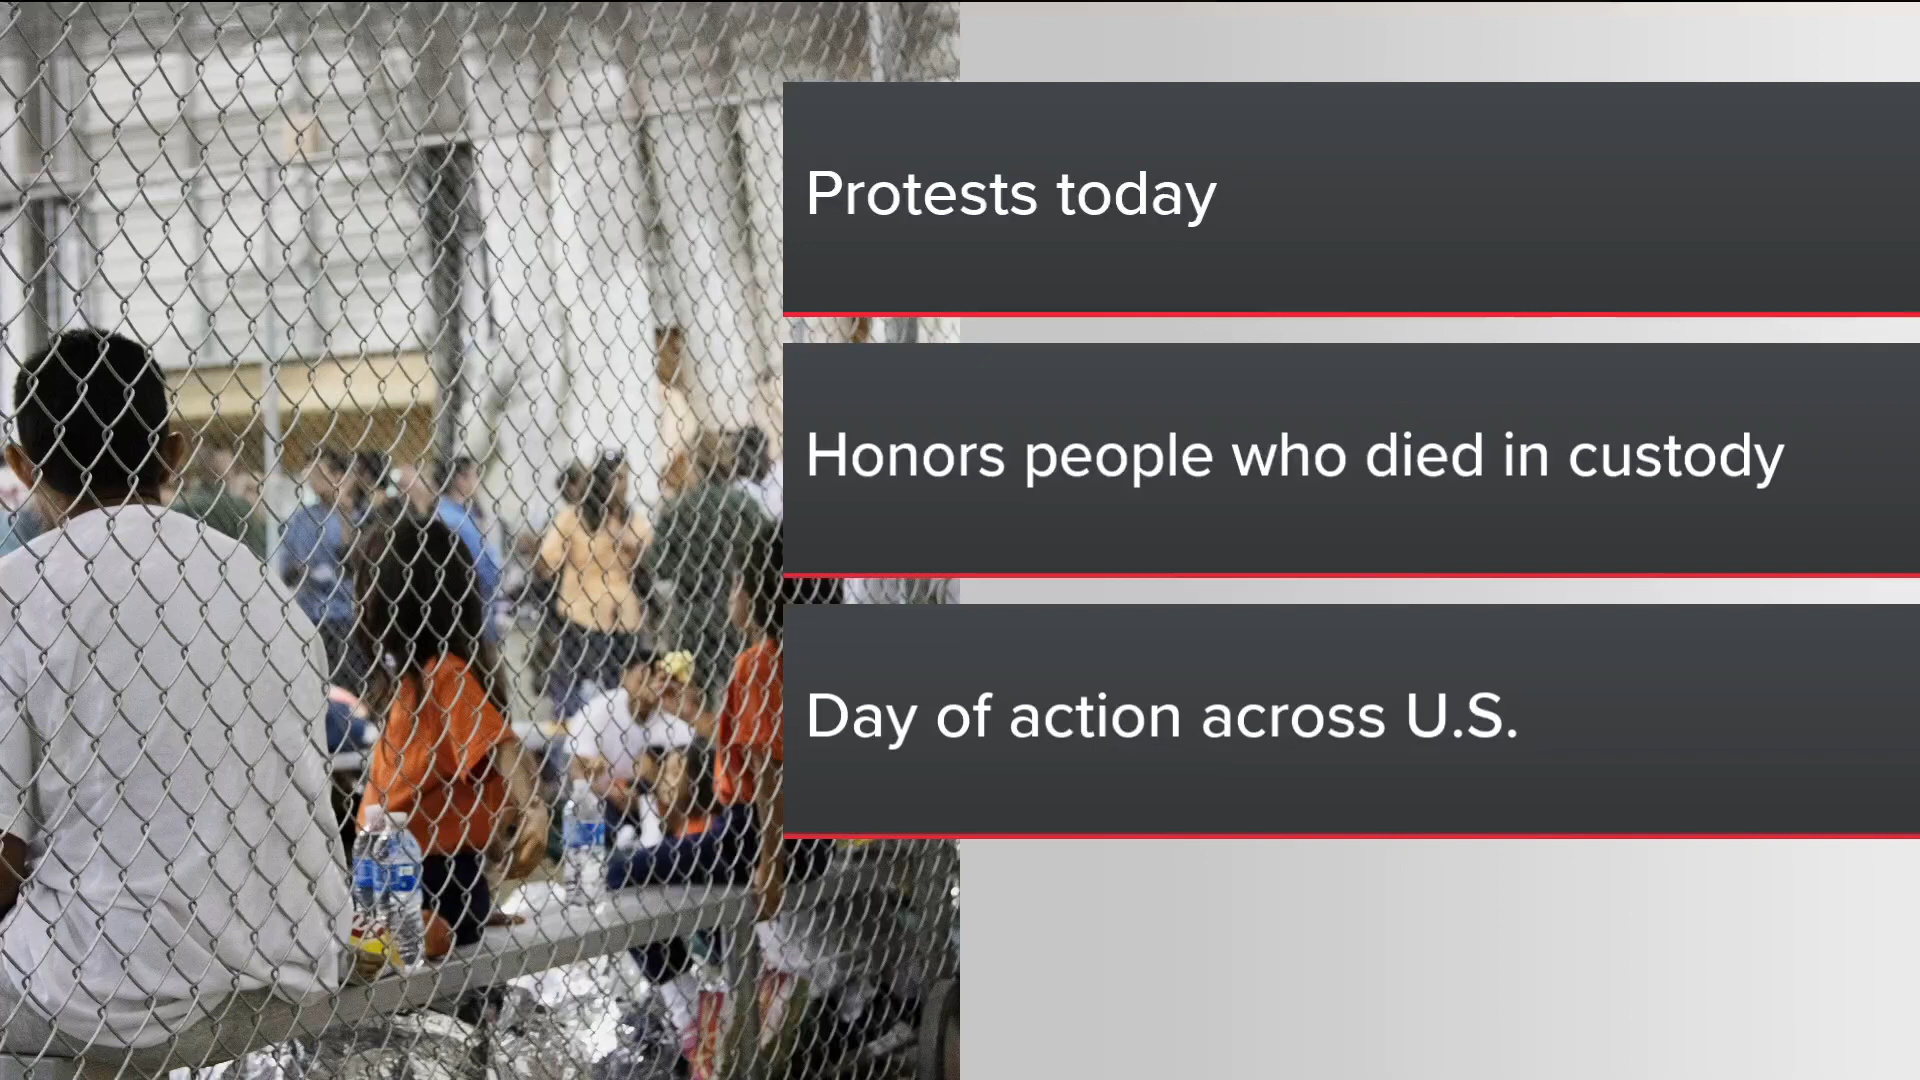 Protests today
Honors people who died in custody
Day of action across U.S.